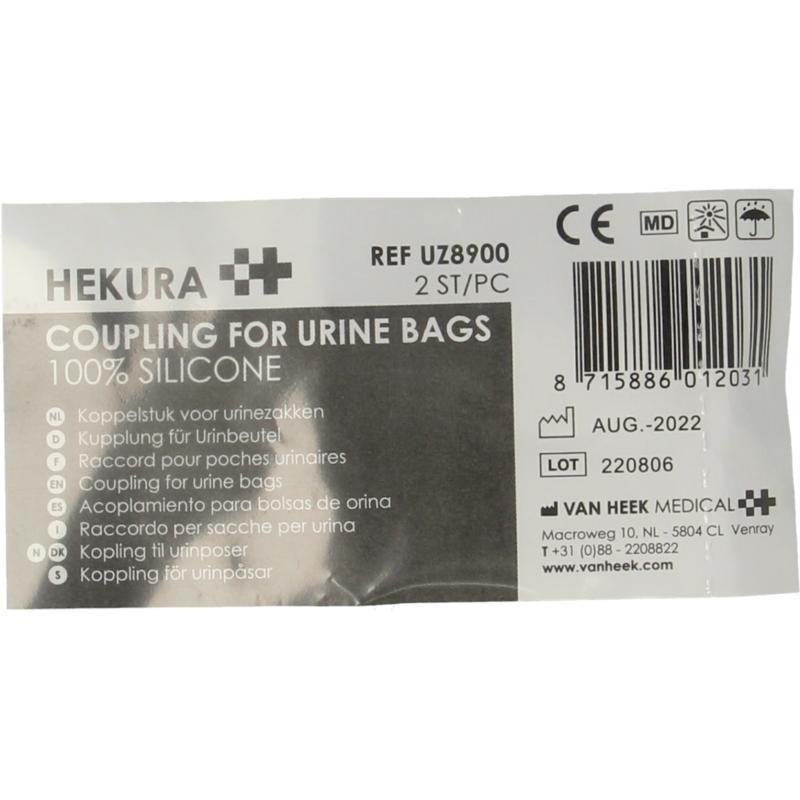 HEKURA
REF UZ8900
2 ST/PC
COUPLING FOR URINE BAGS
100% SILICONE
NL Koppelstuk voor urinezakken
D Kupplung für Urinbeutel
F Raccord pour poches urinaires
EN Coupling for urine bags
ES Acoplamiento para bolsas de orina
I Raccordo per sacche per urina
N DK Kopling til urinposer
S Koppling för urinpåsar
CE MD
8 715886 012031
AUG.-2022
LOT 220806
VAN HEEK MEDICAL
Macroweg 10, NL - 5804 CL Venray
T +31 (0)88 - 2208822
www.vanheek.com